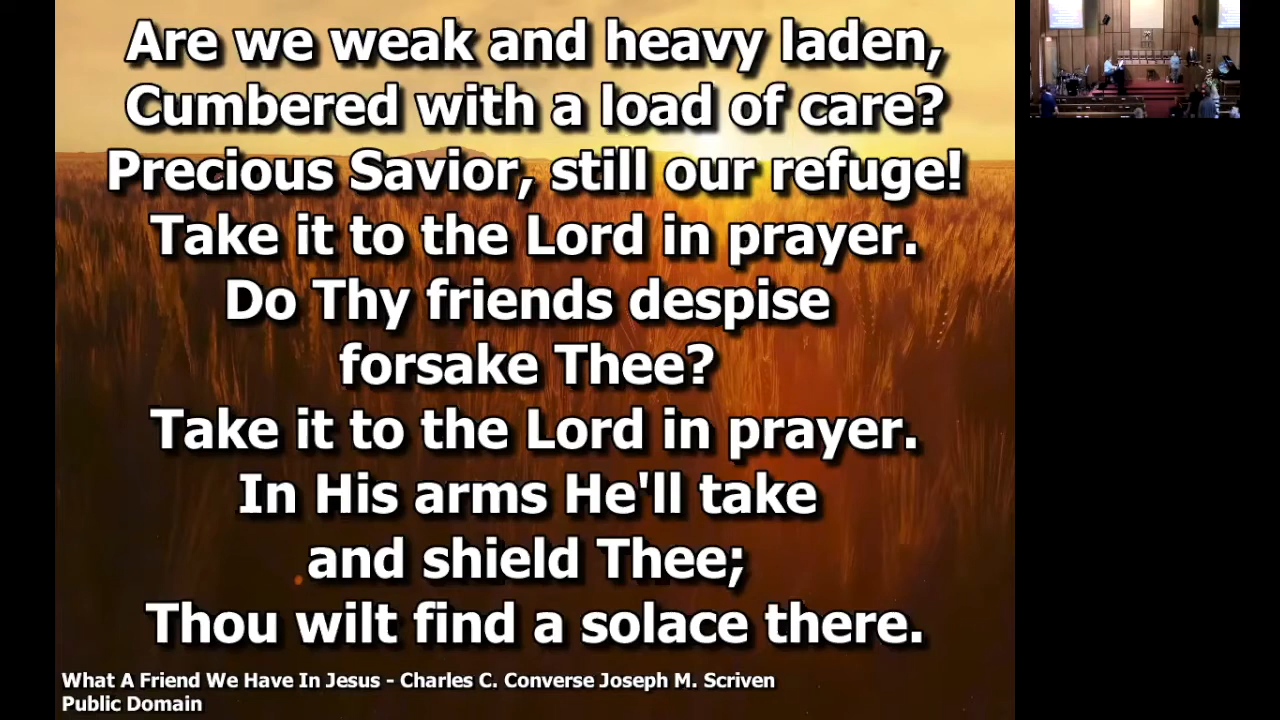 Are we weak and heavy laden,
Cumbered with a load of care?
Precious Savior, still our refuge!
Take it to the Lord in prayer.
Do Thy friends despise
forsake Thee?
Take it to the Lord in prayer.
In His arms He'll take
and shield Thee;
Thou wilt find a solace there.
What A Friend We Have In Jesus - Charles C. Converse Joseph M. Scriven
Public Domain